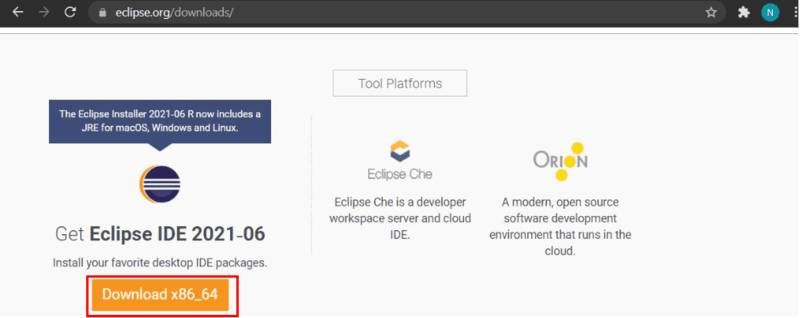 eclipse.org/downloads/
N
Tool Platforms
The Eclipse Installer 2021-06 R now includes a
JRE for macOS, Windows and Linux.
Get Eclipse IDE 2021-06
Install your favorite desktop IDE packages.
Download x86_64
Eclipse Che
Eclipse Che is a developer
workspace server and cloud
IDE.
ORION
A modern, open source
software development
environment that runs in the
cloud.